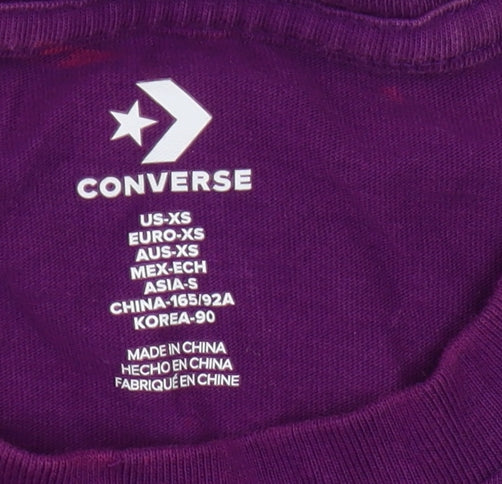 CONVERSE
US-XS
EURO-XS
AUS-XS
MEX-ECH
ASIA-S
CHINA-165/92A
KOREA-90
MADE IN CHINA
HECHO EN CHINA
FABRIQUÉ EN CHINE